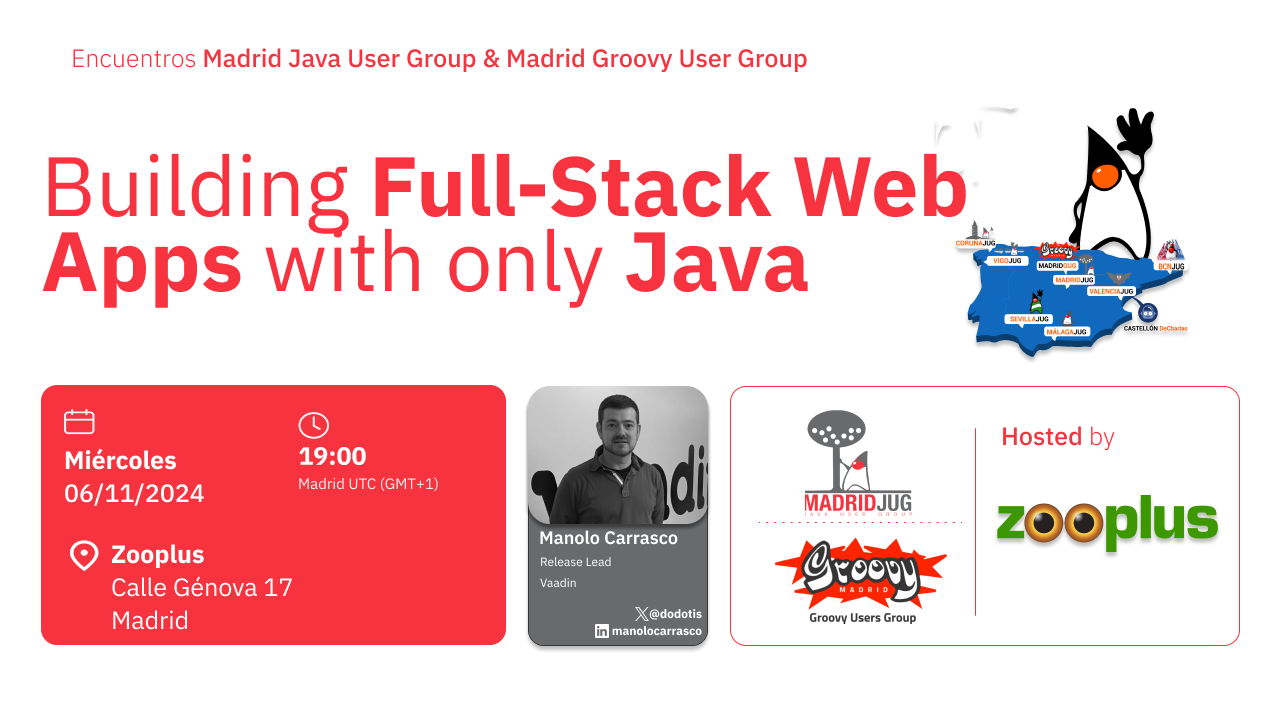 Encuentros Madrid Java User Group & Madrid Groovy User Group
Building Full-Stack Web
Apps with only Java
CORUÑAJUG
VIGOJUG
Groovy
MADRIDGUG
MADRIDJUG
BCNJUG
VALENCIAJUG
SEVILLAJUG
MÁLAGAJUG
CASTELLÓN DeChadas
Miércoles
06/11/2024
19:00
Madrid UTC (GMT+1)
Zooplus
Calle Génova 17
Madrid
Manolo Carrasco
Release Lead
Vaadin
@dodotis
in manolocarrasco
MADRIDJUG
JAVA USER GROUP
Groovy
MADRID
Groovy Users Group
Hosted by
zooplus